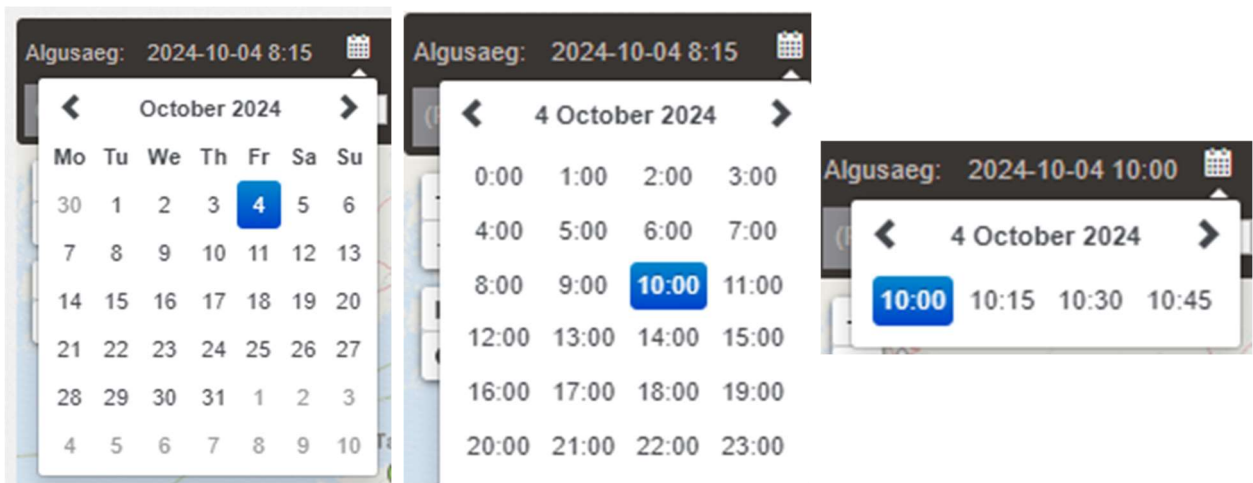 Algusaeg: 2024-10-04 8:15
October 2024
Mo Tu We Th Fr Sa Su
30 1 2 3 4 5 6
7 8 9 10 11 12 13
14 15 16 17 18 19 20
21 22 23 24 25 26 27
28 29 30 31 1 2 3
4 5 6 7 8 9 10
Algusaeg: 2024-10-04 8:15
4 October 2024
0:00 1:00 2:00 3:00
4:00 5:00 6:00 7:00
8:00 9:00 10:00 11:00
12:00 13:00 14:00 15:00
16:00 17:00 18:00 19:00
20:00 21:00 22:00 23:00
Algusaeg: 2024-10-04 10:00
4 October 2024
10:00 10:15 10:30 10:45